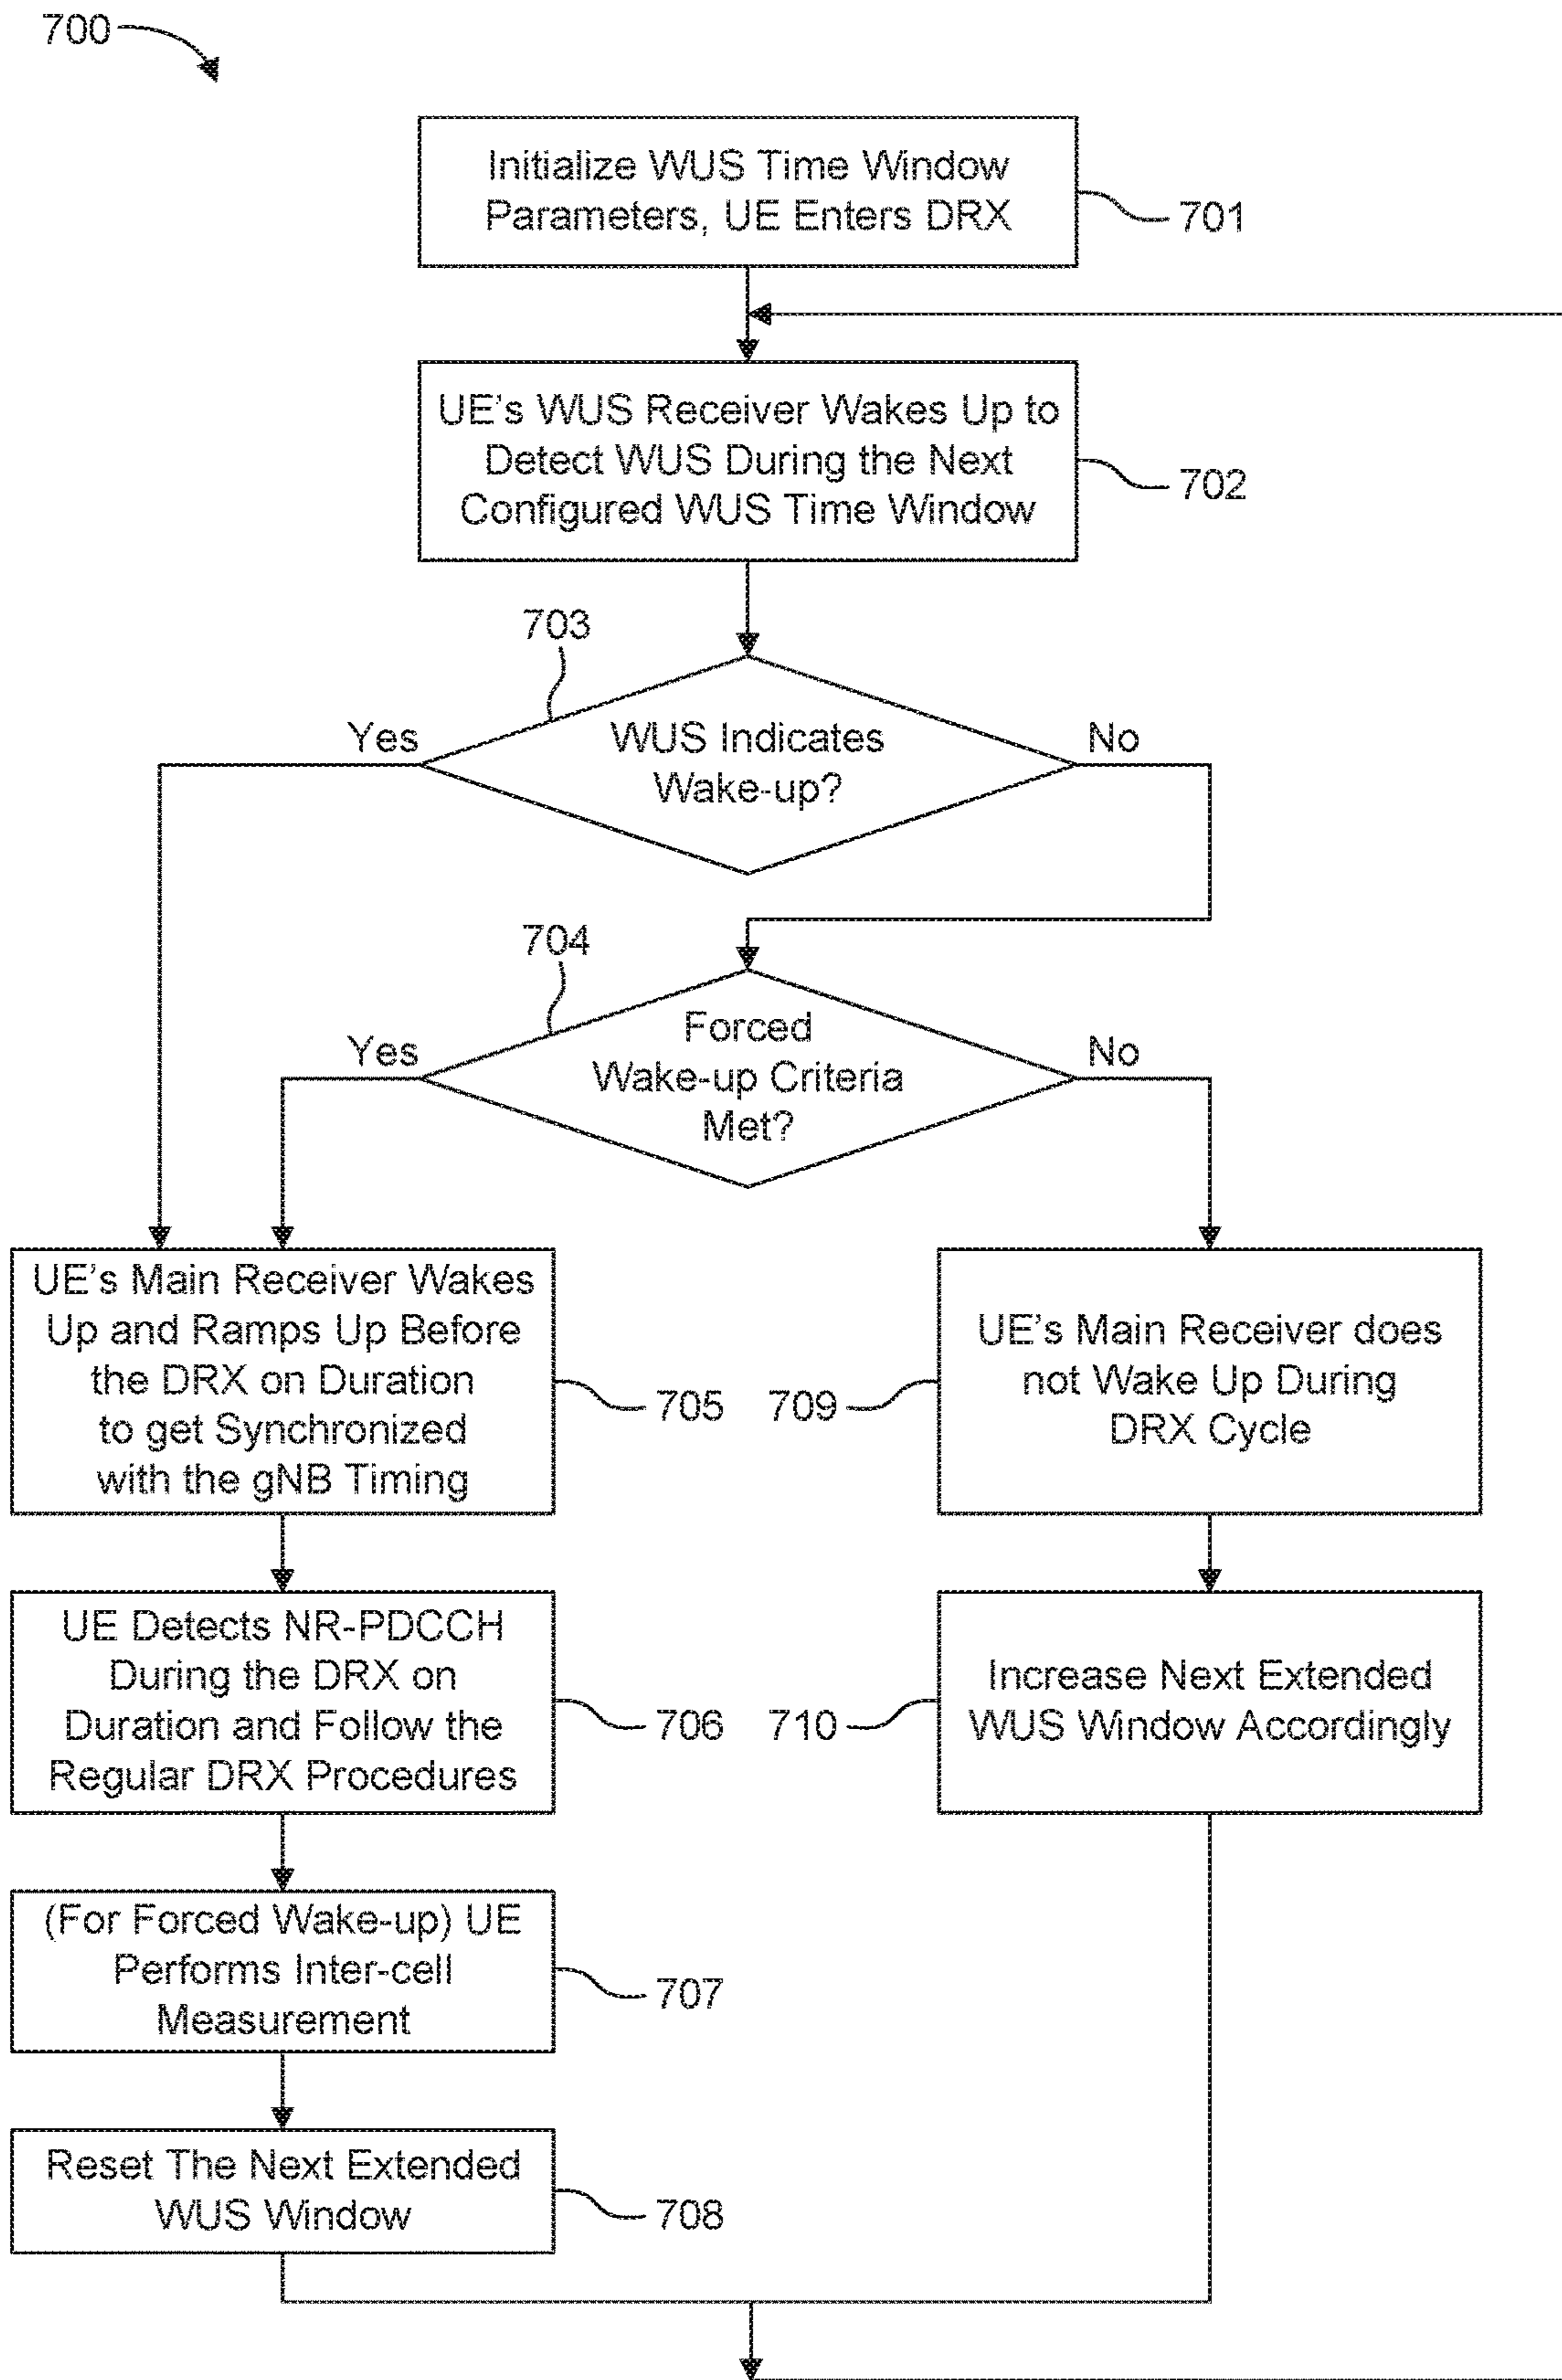 700
Initialize WUS Time Window
Parameters, UE Enters DRX
701
UE's WUS Receiver Wakes Up to
Detect WUS During the Next
Configured WUS Time Window
702
703
Yes
WUS Indicates
Wake-up?
No
704
Yes
Forced
Wake-up Criteria
Met?
No
UE's Main Receiver Wakes
Up and Ramps Up Before
the DRX on Duration
to get Synchronized
with the gNB Timing
705
709
UE's Main Receiver does
not Wake Up During
DRX Cycle
UE Detects NR-PDCCH
During the DRX on
Duration and Follow the
Regular DRX Procedures
706
710
Increase Next Extended
WUS Window Accordingly
(For Forced Wake-up) UE
Performs Inter-cell
Measurement
707
Reset The Next Extended
WUS Window
708